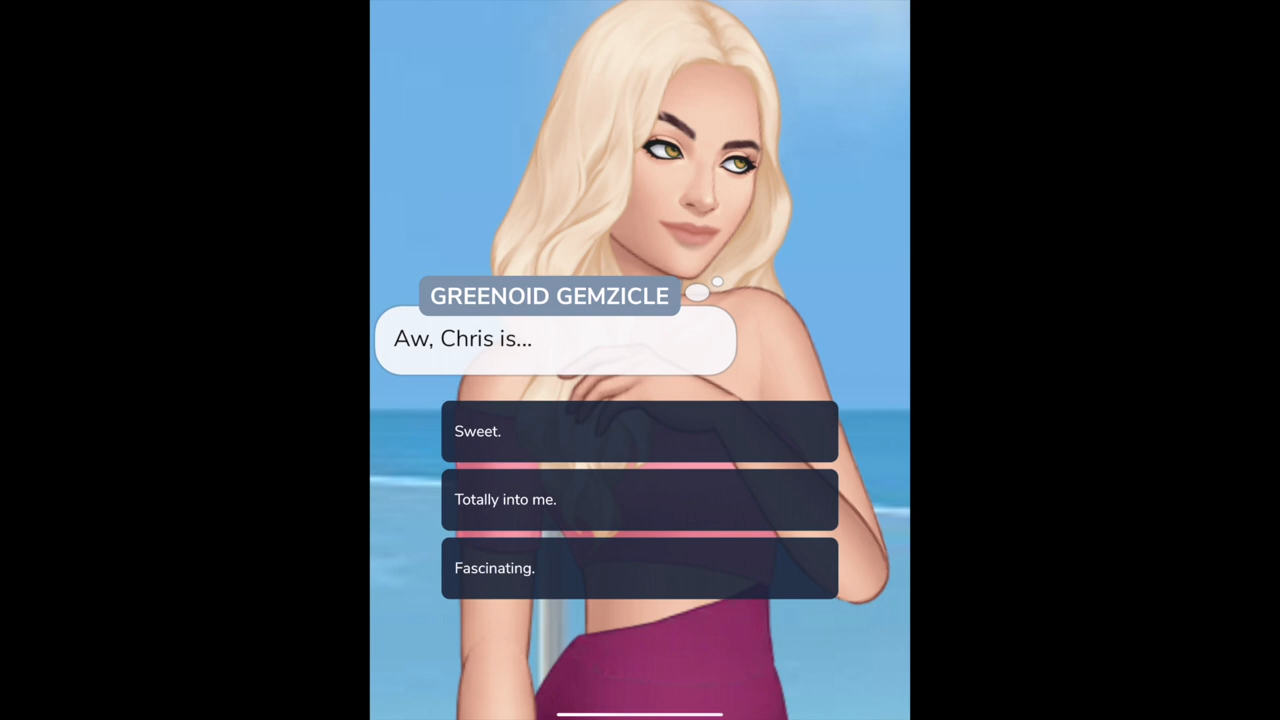 GREENOID GEMZICLE
Aw, Chris is...
Sweet.
Totally into me.
Fascinating.